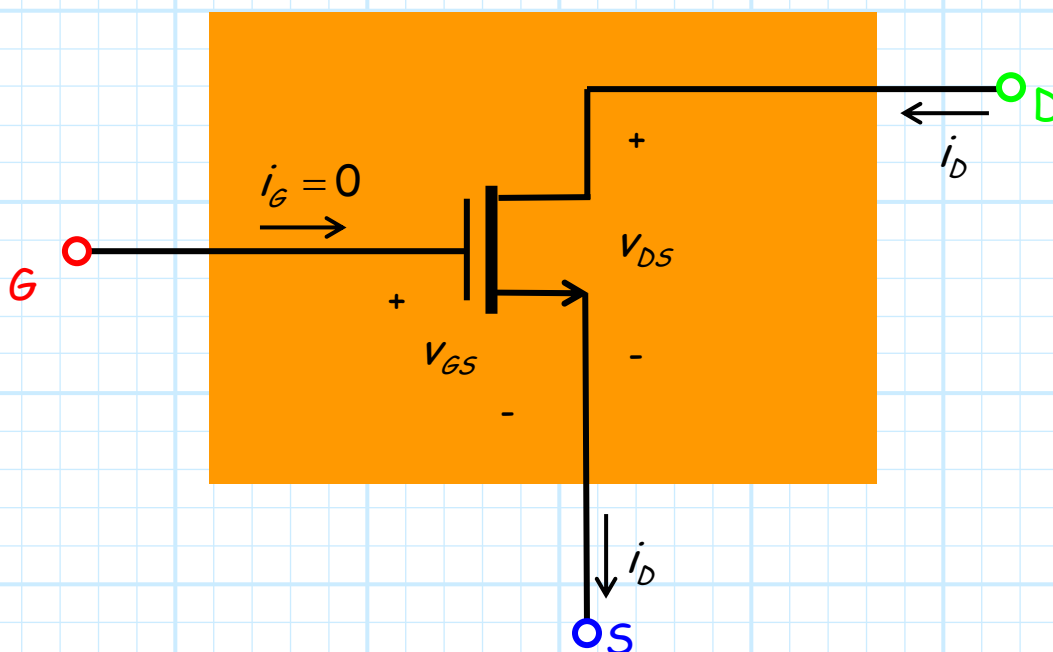 D
+
i_D
i_G = 0
v_DS
G
+
v_GS
-
-
i_D
S